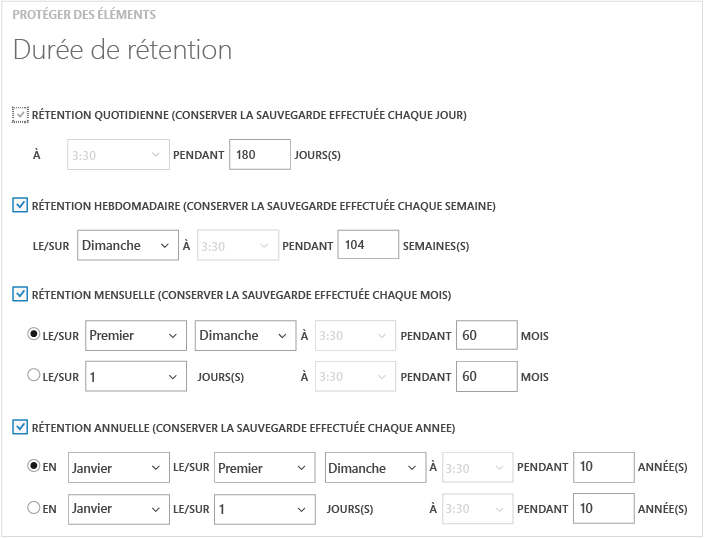 PROTÉGER DES ÉLÉMENTS
Durée de rétention
RÉTENTION QUOTIDIENNE (CONSERVER LA SAUVEGARDE EFFECTUÉE CHAQUE JOUR)
À 3:30 PENDANT 180 JOURS(S)
RÉTENTION HEBDOMADAIRE (CONSERVER LA SAUVEGARDE EFFECTUÉE CHAQUE SEMAINE)
LE/SUR Dimanche À 3:30 PENDANT 104 SEMAINES(S)
RÉTENTION MENSUELLE (CONSERVER LA SAUVEGARDE EFFECTUÉE CHAQUE MOIS)
LE/SUR Premier Dimanche À 3:30 PENDANT 60 MOIS
LE/SUR 1 JOURS(S) À 3:30 PENDANT 60 MOIS
RÉTENTION ANNUELLE (CONSERVER LA SAUVEGARDE EFFECTUÉE CHAQUE ANNEE)
EN Janvier LE/SUR Premier Dimanche À 3:30 PENDANT 10 ANNÉE(S)
EN Janvier LE/SUR 1 JOURS(S) À 3:30 PENDANT 10 ANNÉE(S)